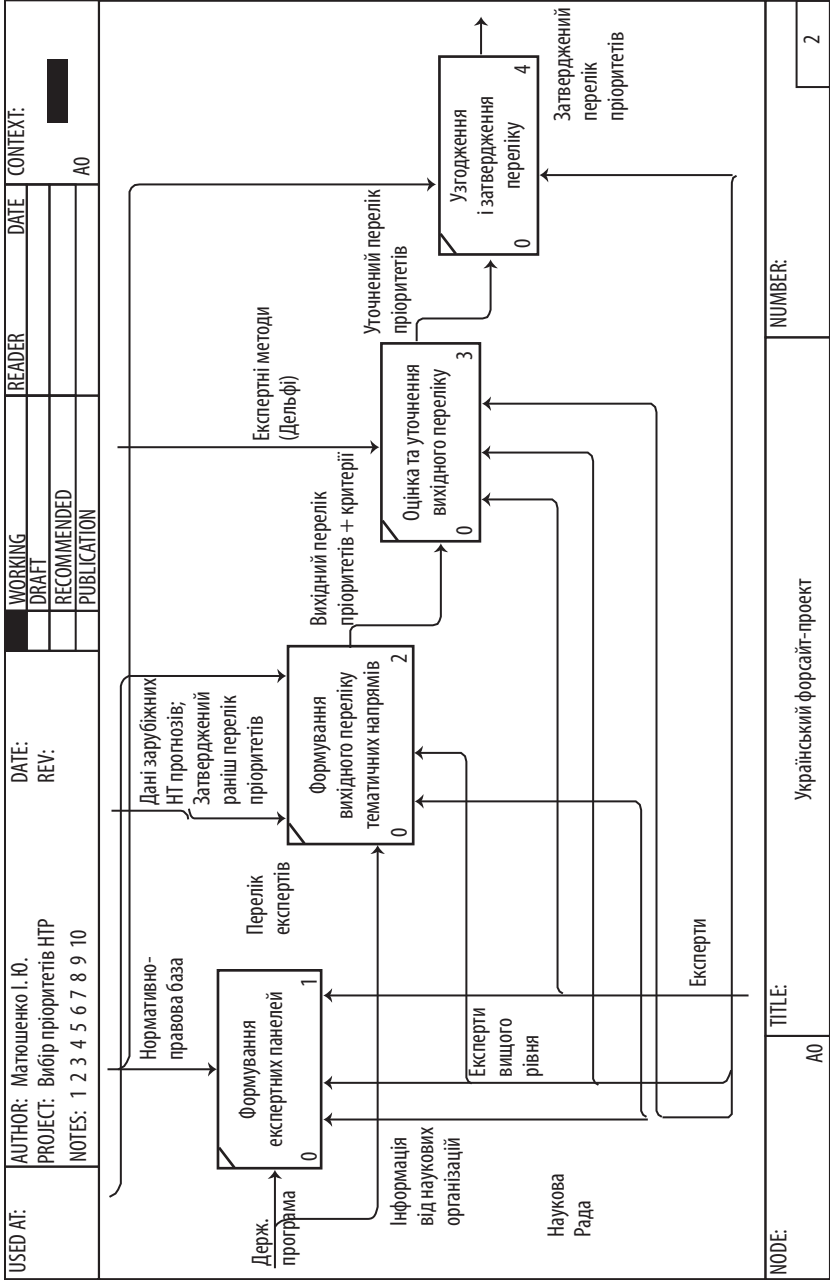 USED AT:
AUTHOR: Матюшенко І. Ю.
PROJECT: Вибір пріоритетів НТР
NOTES: 1 2 3 4 5 6 7 8 9 10
DATE:
REV:
WORKING
DRAFT
RECOMMENDED
PUBLICATION
READER
DATE
CONTEXT:
A0
Нормативно-
правова база
Дані зарубіжних
НТ прогнозів;
Затверджений
раніш перелік
пріоритетів
Експертні методи
(Дельфі)
Держ.
програма
Формування
експертних панелей
0
1
Перелік
експертів
Формування
вихідного переліку
тематичних напрямів
0
2
Вихідний перелік
пріоритетів + критерії
Оцінка та уточнення
вихідного переліку
0
3
Уточнений перелік
пріоритетів
Узгодження
і затвердження
переліку
0
4
Затверджений
перелік
пріоритетів
Інформація
від наукових
організацій
Наукова
Рада
Експерти
вищого
рівня
Експерти
NODE:
A0
TITLE:
Український форсайт-проект
NUMBER:
2